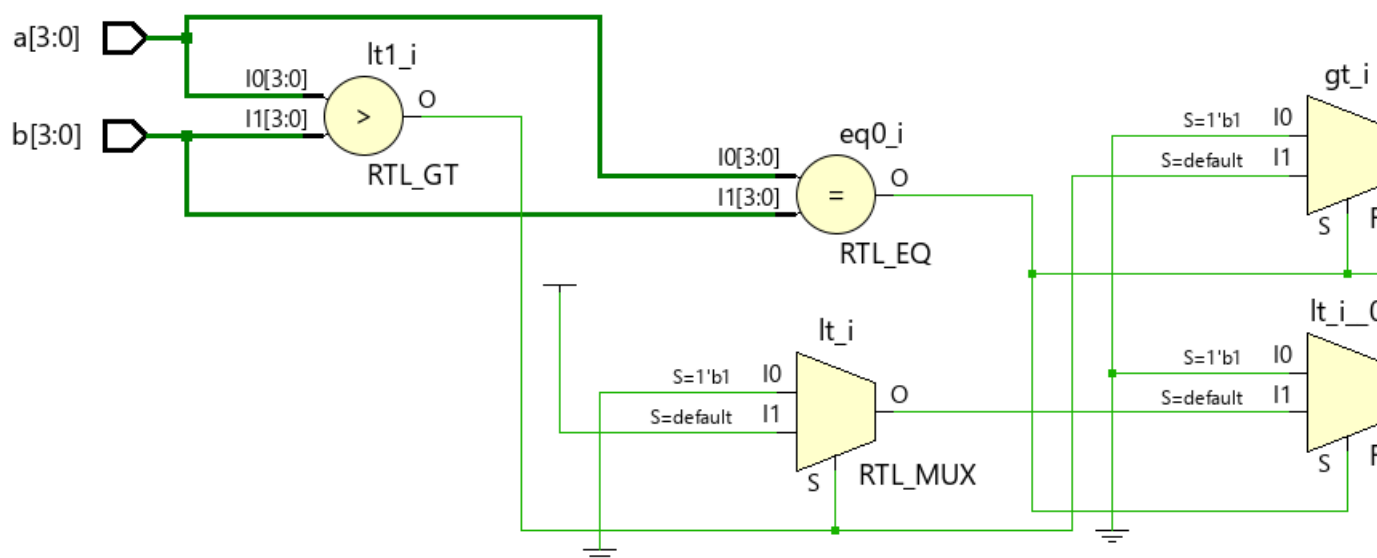 a[3:0]
b[3:0]
lt1_i
I0[3:0]
I1[3:0]
>
O
RTL_GT
eq0_i
I0[3:0]
I1[3:0]
=
O
RTL_EQ
gt_i
S=1'b1 I0
S=default I1
S
lt_i
S=1'b1 I0
S=default I1
O
S
RTL_MUX
S=1'b1 I0
S=default I1
S